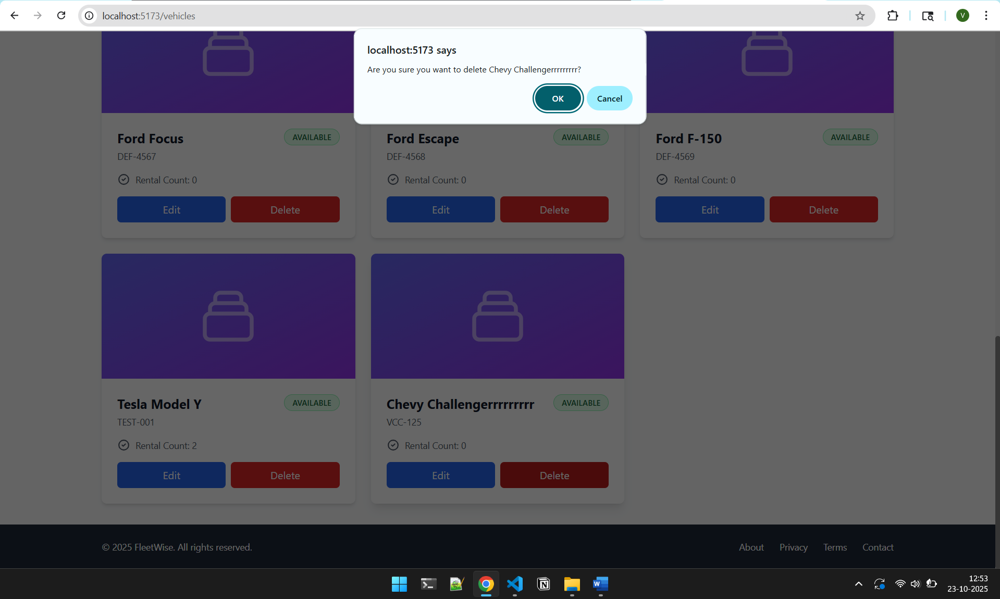 localhost:5173/vehicles
V
localhost:5173 says
Are you sure you want to delete Chevy Challengerrrrrrrrr?
OK
Cancel
Ford Focus
AVAILABLE
DEF-4567
Rental Count: 0
Edit
Delete
Ford Escape
AVAILABLE
DEF-4568
Rental Count: 0
Edit
Delete
Ford F-150
AVAILABLE
DEF-4569
Rental Count: 0
Edit
Delete
Tesla Model Y
AVAILABLE
TEST-001
Rental Count: 2
Edit
Delete
Chevy Challengerrrrrrrrr
AVAILABLE
VCC-125
Rental Count: 0
Edit
Delete
© 2025 FleetWise. All rights reserved.
About
Privacy
Terms
Contact
12:53
23-10-2025